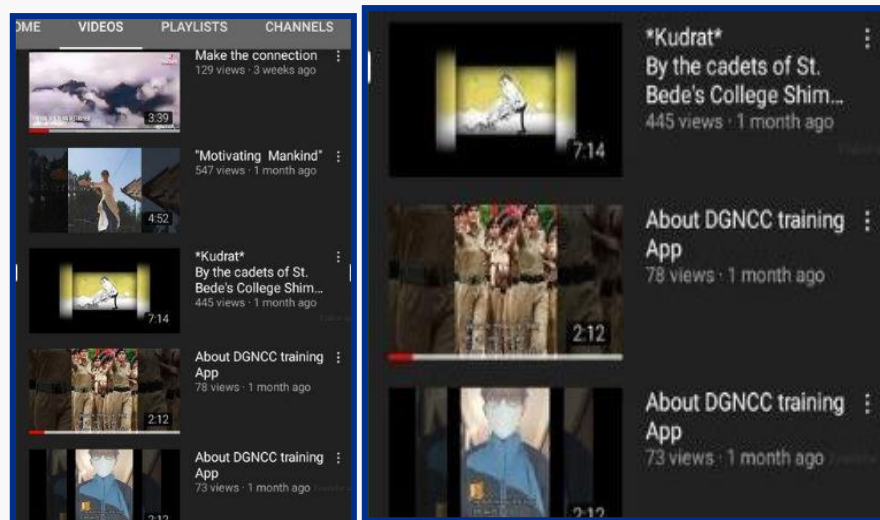 OME VIDEOS PLAYLISTS CHANNELS
Make the connection
129 views · 3 weeks ago
3:39
"Motivating Mankind"
547 views · 1 month ago
4:52
*Kudrat*
By the cadets of St.
Bede's College Shim...
445 views · 1 month ago
7:14
About DGNCC training
App
78 views · 1 month ago
2:12
About DGNCC training
App
73 views · 1 month ago
2:12
*Kudrat*
By the cadets of St.
Bede's College Shim...
445 views · 1 month ago
7:14
About DGNCC training
App
78 views · 1 month ago
2:12
About DGNCC training
App
73 views · 1 month ago
2:12